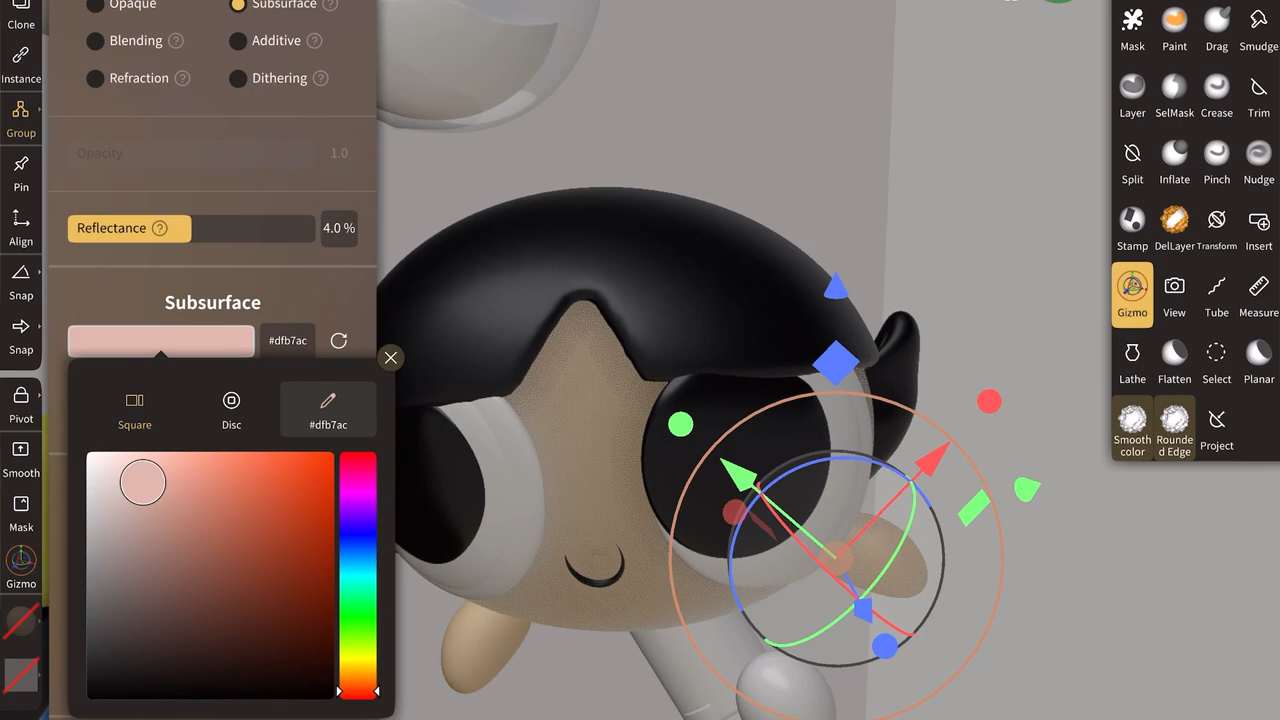 Clone
Instance
Group
Pin
Align
Snap
Snap
Pivot
Smooth
Mask
Gizmo
Opaque
Subsurface ?
Blending ?
Additive ?
Refraction ?
Dithering ?
Opacity
1.0
Reflectance ?
4.0 %
Subsurface
#dfb7ac
Square
Disc
#dfb7ac
Mask
Paint
Drag
Smudge
Layer
SelMask
Crease
Trim
Split
Inflate
Pinch
Nudge
Stamp
DelLayer
Transform
Insert
Gizmo
View
Tube
Measure
Lathe
Flatten
Select
Planar
Smooth
color
Rounde
d Edge
Project